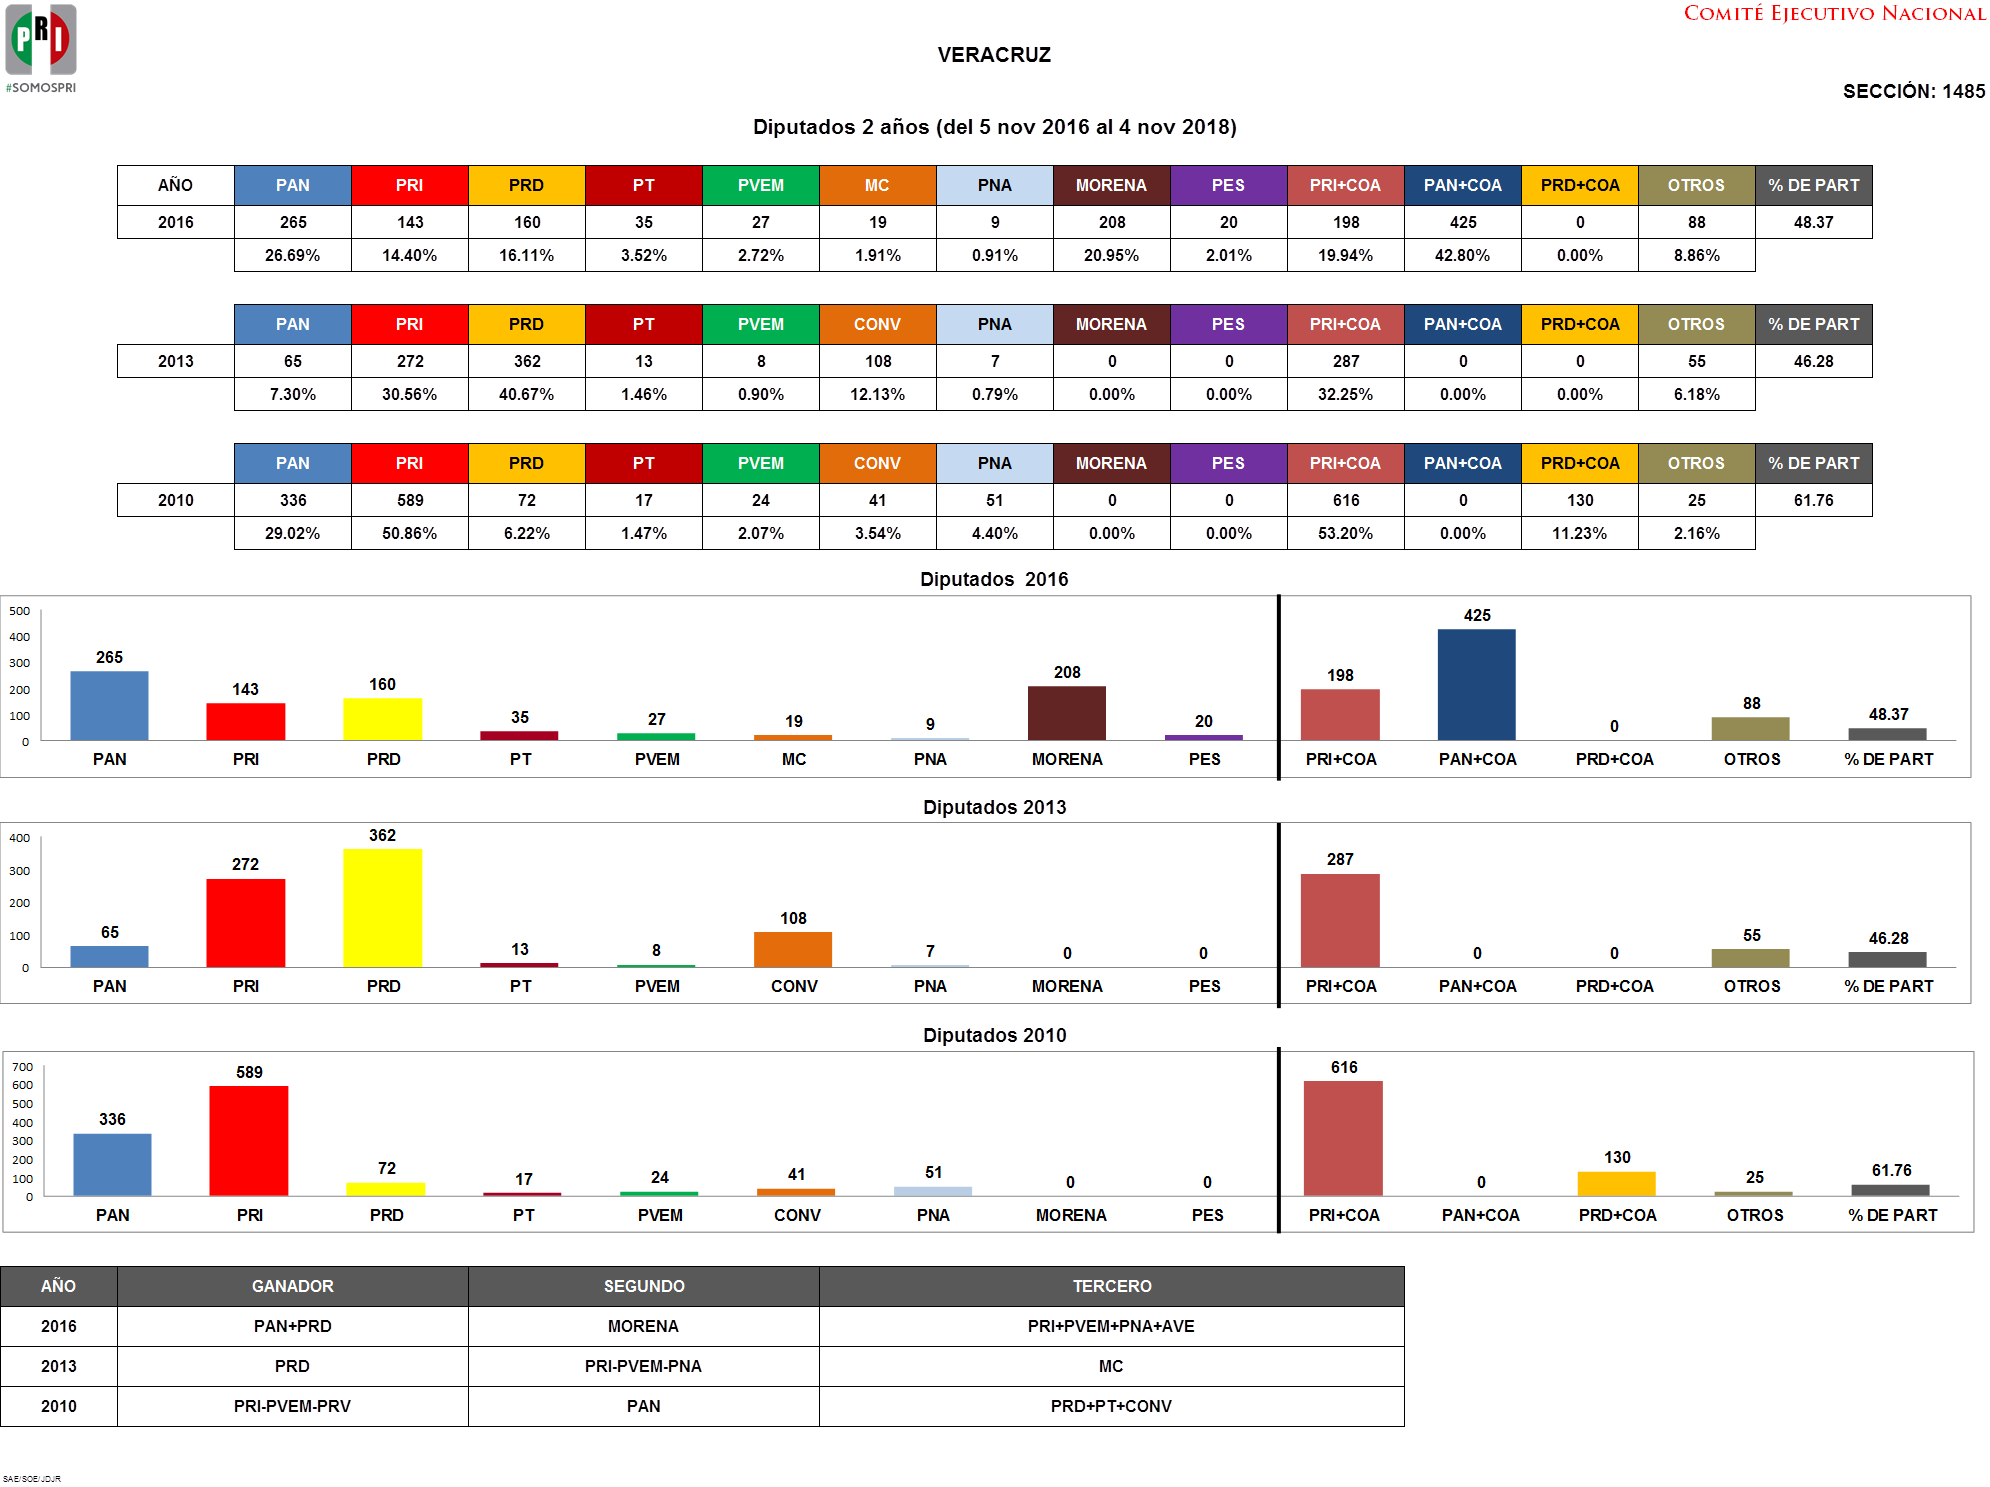 PRI
#SOMOSPRI
COMITÉ EJECUTIVO NACIONAL
VERACRUZ
SECCIÓN: 1485
Diputados 2 años (del 5 nov 2016 al 4 nov 2018)
AÑO PAN PRI PRD PT PVEM MC PNA MORENA PES PRI+COA PAN+COA PRD+COA OTROS % DE PART
2016 265 143 160 35 27 19 9 208 20 198 425 0 88 48.37
26.69% 14.40% 16.11% 3.52% 2.72% 1.91% 0.91% 20.95% 2.01% 19.94% 42.80% 0.00% 8.86%
PAN PRI PRD PT PVEM CONV PNA MORENA PES PRI+COA PAN+COA PRD+COA OTROS % DE PART
2013 65 272 362 13 8 108 7 0 0 287 0 0 55 46.28
7.30% 30.56% 40.67% 1.46% 0.90% 12.13% 0.79% 0.00% 0.00% 32.25% 0.00% 0.00% 6.18%
PAN PRI PRD PT PVEM CONV PNA MORENA PES PRI+COA PAN+COA PRD+COA OTROS % DE PART
2010 336 589 72 17 24 41 51 0 0 616 0 130 25 61.76
29.02% 50.86% 6.22% 1.47% 2.07% 3.54% 4.40% 0.00% 0.00% 53.20% 0.00% 11.23% 2.16%
Diputados 2016
500
400
300
200
100
0
265 143 160 35 27 19 9 208 20 198 425 0 88 48.37
PAN PRI PRD PT PVEM MC PNA MORENA PES PRI+COA PAN+COA PRD+COA OTROS % DE PART
Diputados 2013
400
300
200
100
0
65 272 362 13 8 108 7 0 0 287 0 0 55 46.28
PAN PRI PRD PT PVEM CONV PNA MORENA PES PRI+COA PAN+COA PRD+COA OTROS % DE PART
Diputados 2010
700
600
500
400
300
200
100
0
336 589 72 17 24 41 51 0 0 616 0 130 25 61.76
PAN PRI PRD PT PVEM CONV PNA MORENA PES PRI+COA PAN+COA PRD+COA OTROS % DE PART
AÑO GANADOR SEGUNDO TERCERO
2016 PAN+PRD MORENA PRI+PVEM+PNA+AVE
2013 PRD PRI-PVEM-PNA MC
2010 PRI-PVEM-PRV PAN PRD+PT+CONV
SAE/SOE/JDJR